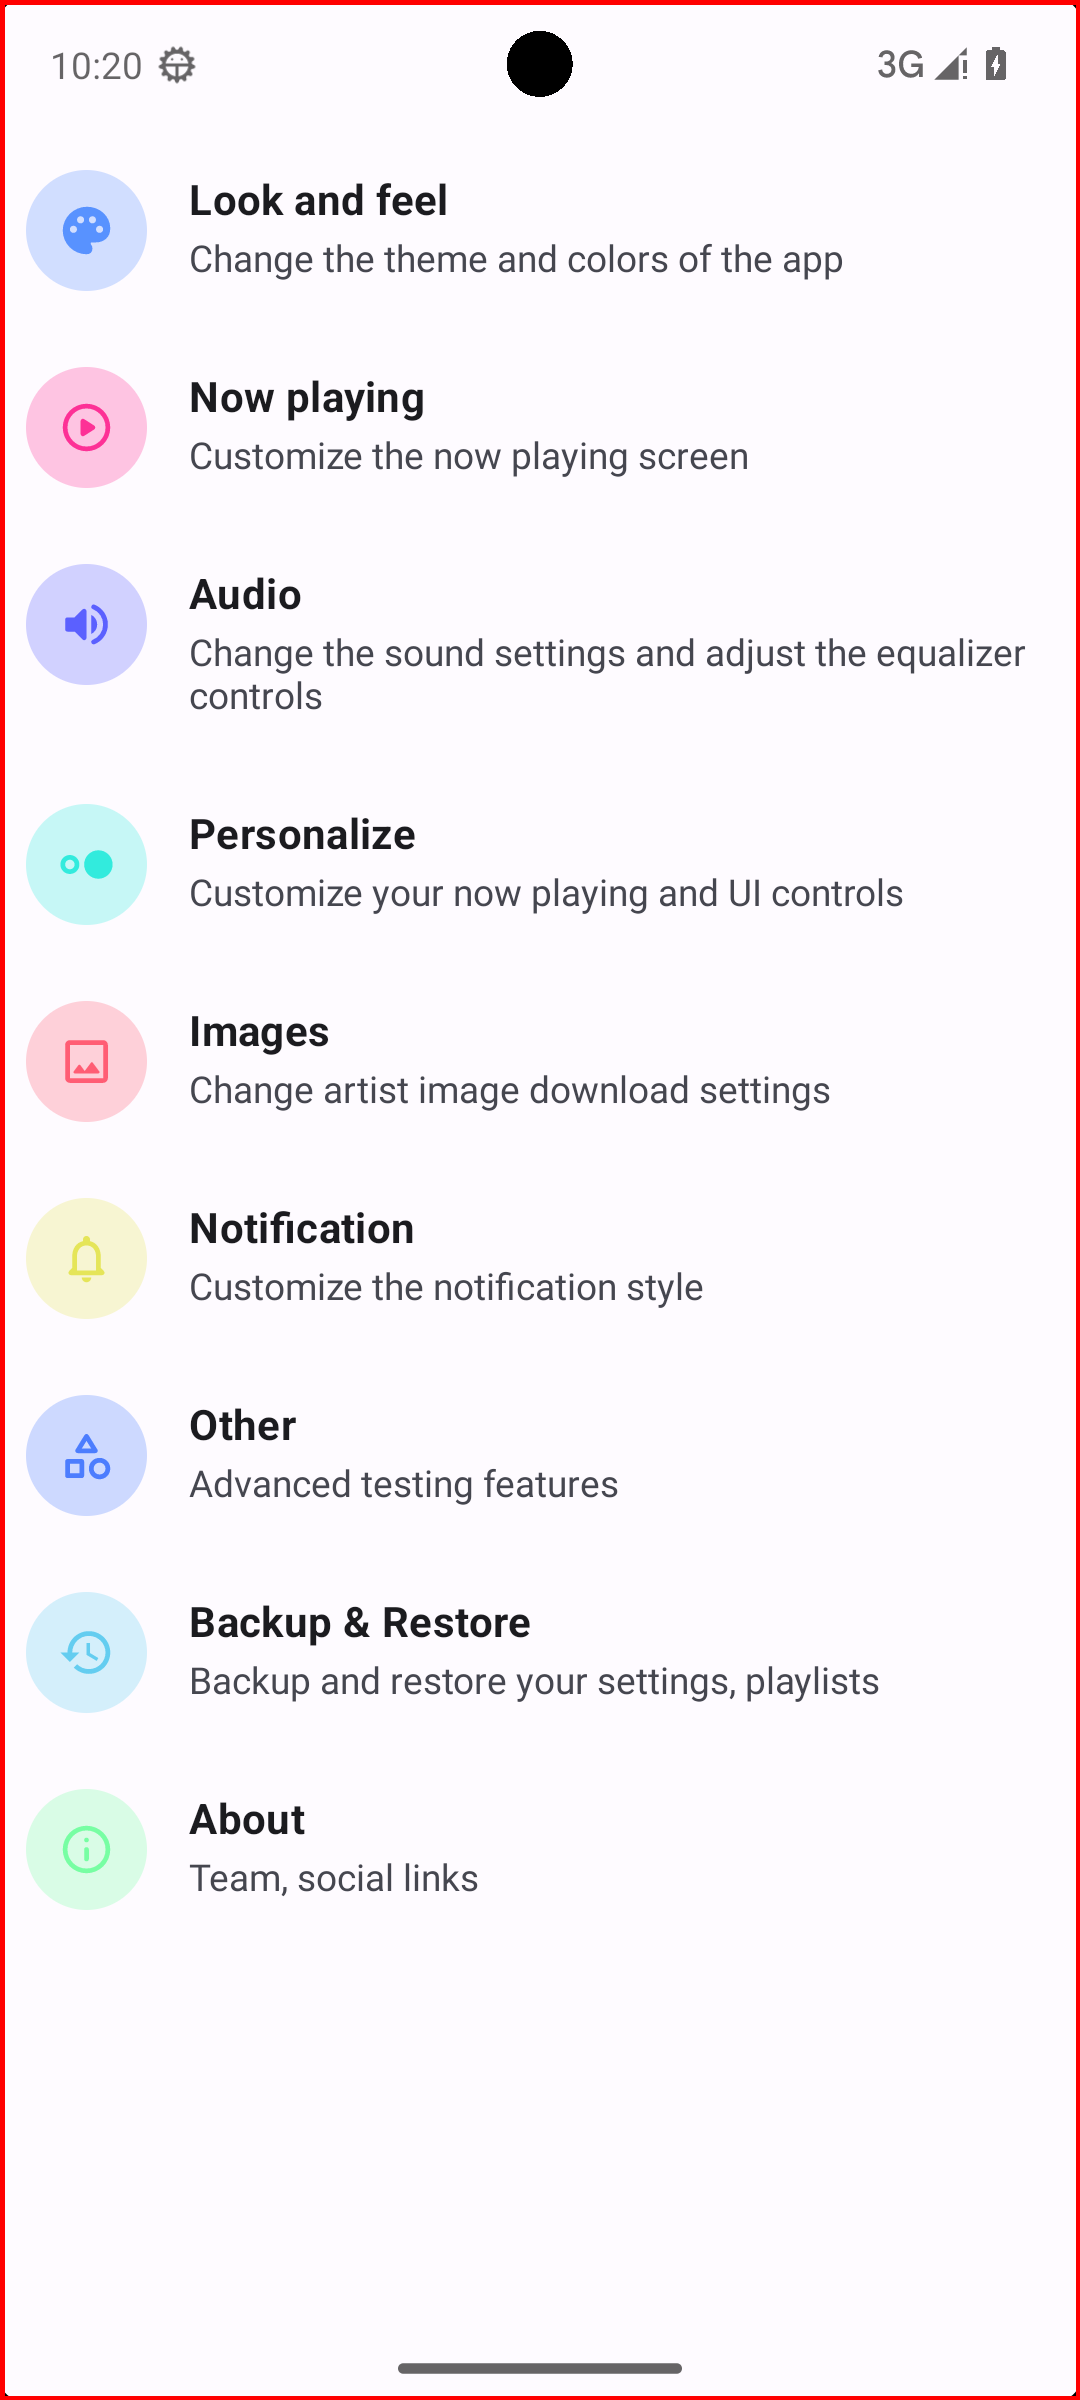 10:20
3G
Look and feel
Change the theme and colors of the app
Now playing
Customize the now playing screen
Audio
Change the sound settings and adjust the equalizer
controls
Personalize
Customize your now playing and UI controls
Images
Change artist image download settings
Notification
Customize the notification style
Other
Advanced testing features
Backup & Restore
Backup and restore your settings, playlists
About
Team, social links